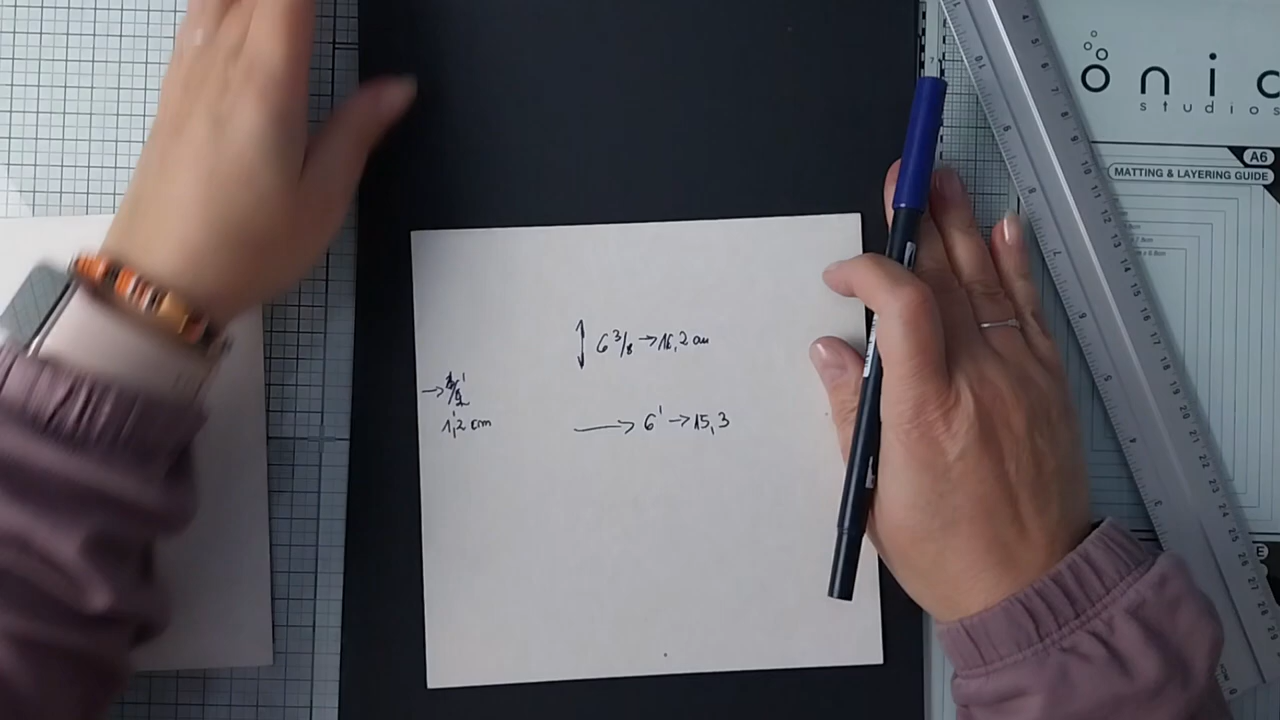 ↕ 6 3/8 → 16,2 cm
→ 1/2'
1,2 cm
→ 6' → 15,3
onic
studios
A6
MATTING & LAYERING GUIDE